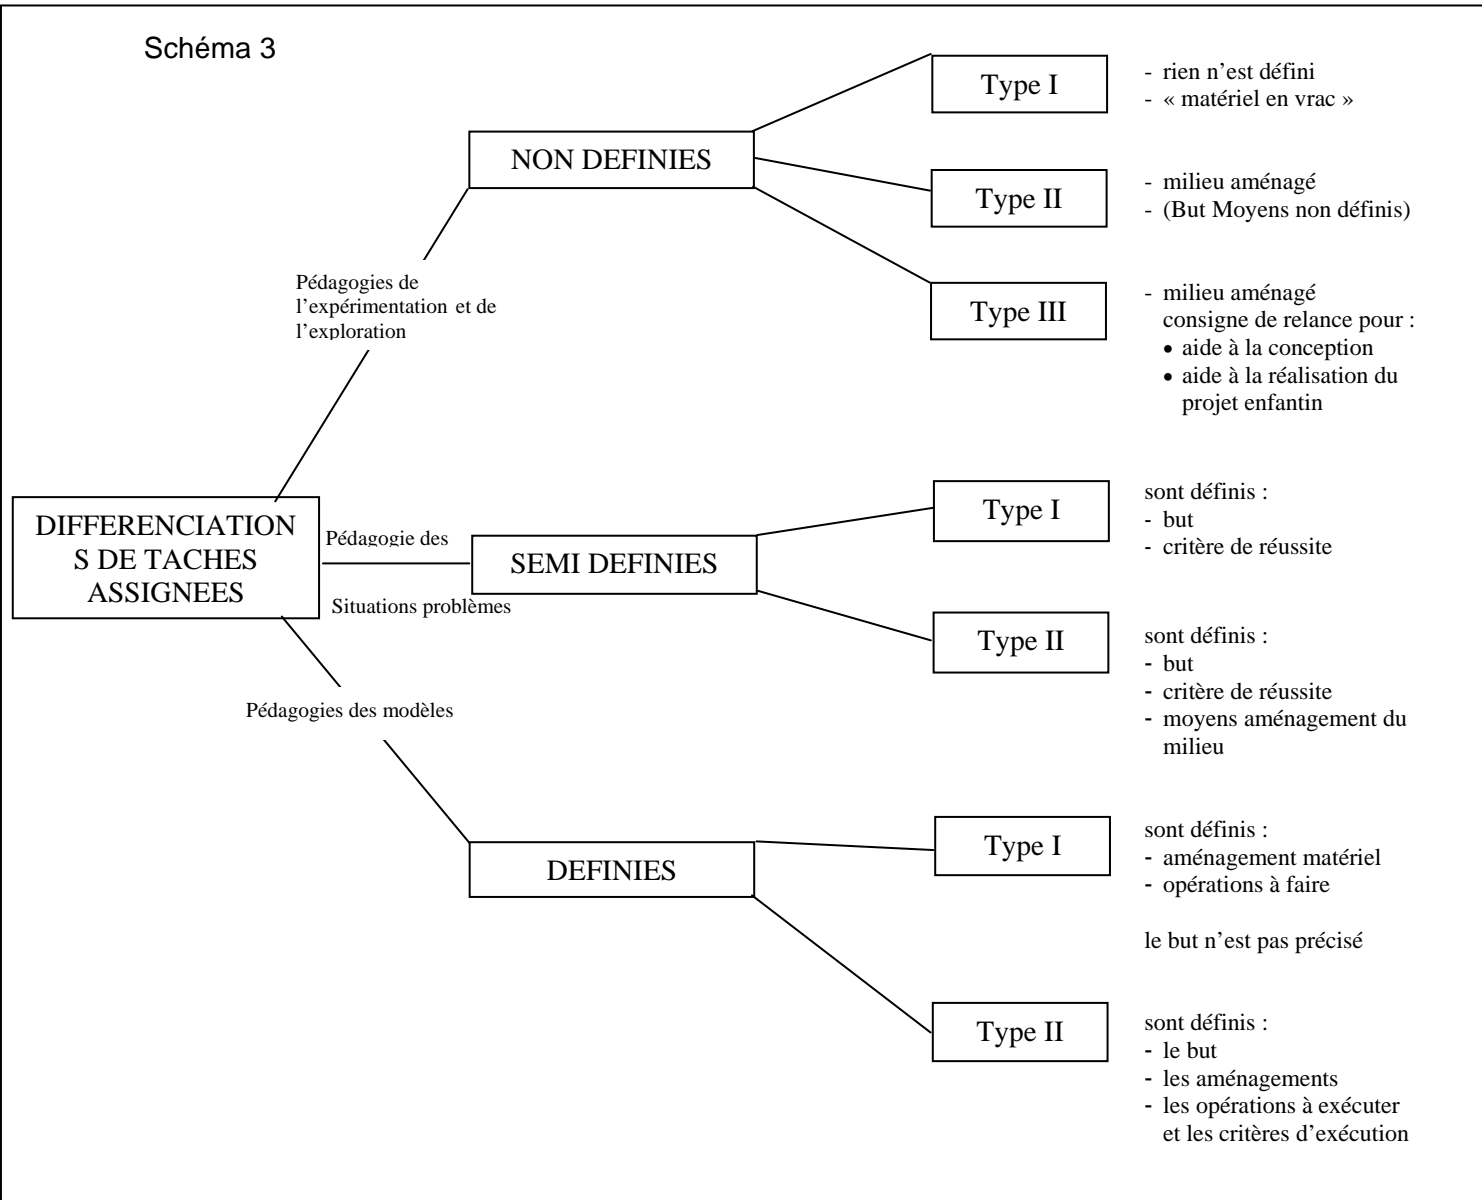 Schéma 3
NON DEFINIES
Type I
- rien n’est défini
- « matériel en vrac »
Type II
- milieu aménagé
- (But Moyens non définis)
Type III
- milieu aménagé
consigne de relance pour :
• aide à la conception
• aide à la réalisation du
projet enfantin
Pédagogies de
l’expérimentation et de
l’exploration
DIFFERENCIATION
S DE TACHES
ASSIGNEES
Pédagogie des
Situations problèmes
SEMI DEFINIES
Type I
sont définis :
- but
- critère de réussite
Type II
sont définis :
- but
- critère de réussite
- moyens aménagement du
milieu
Pédagogies des modèles
DEFINIES
Type I
sont définis :
- aménagement matériel
- opérations à faire
le but n’est pas précisé
Type II
sont définis :
- le but
- les aménagements
- les opérations à exécuter
et les critères d’exécution